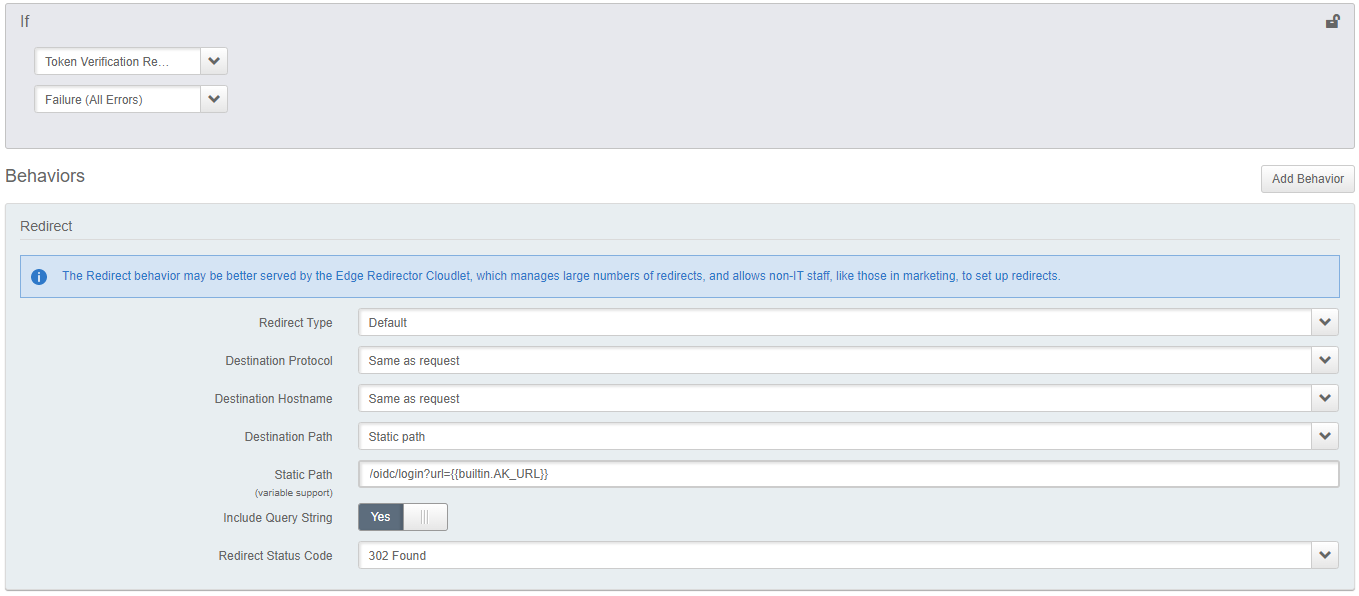 If
Token Verification Re...
Failure (All Errors)
Behaviors
Add Behavior
Redirect
The Redirect behavior may be better served by the Edge Redirector Cloudlet, which manages large numbers of redirects, and allows non-IT staff, like those in marketing, to set up redirects.
Redirect Type Default
Destination Protocol Same as request
Destination Hostname Same as request
Destination Path Static path
Static Path /oidc/login?url={{builtin.AK_URL}}
(variable support)
Include Query String Yes
Redirect Status Code 302 Found